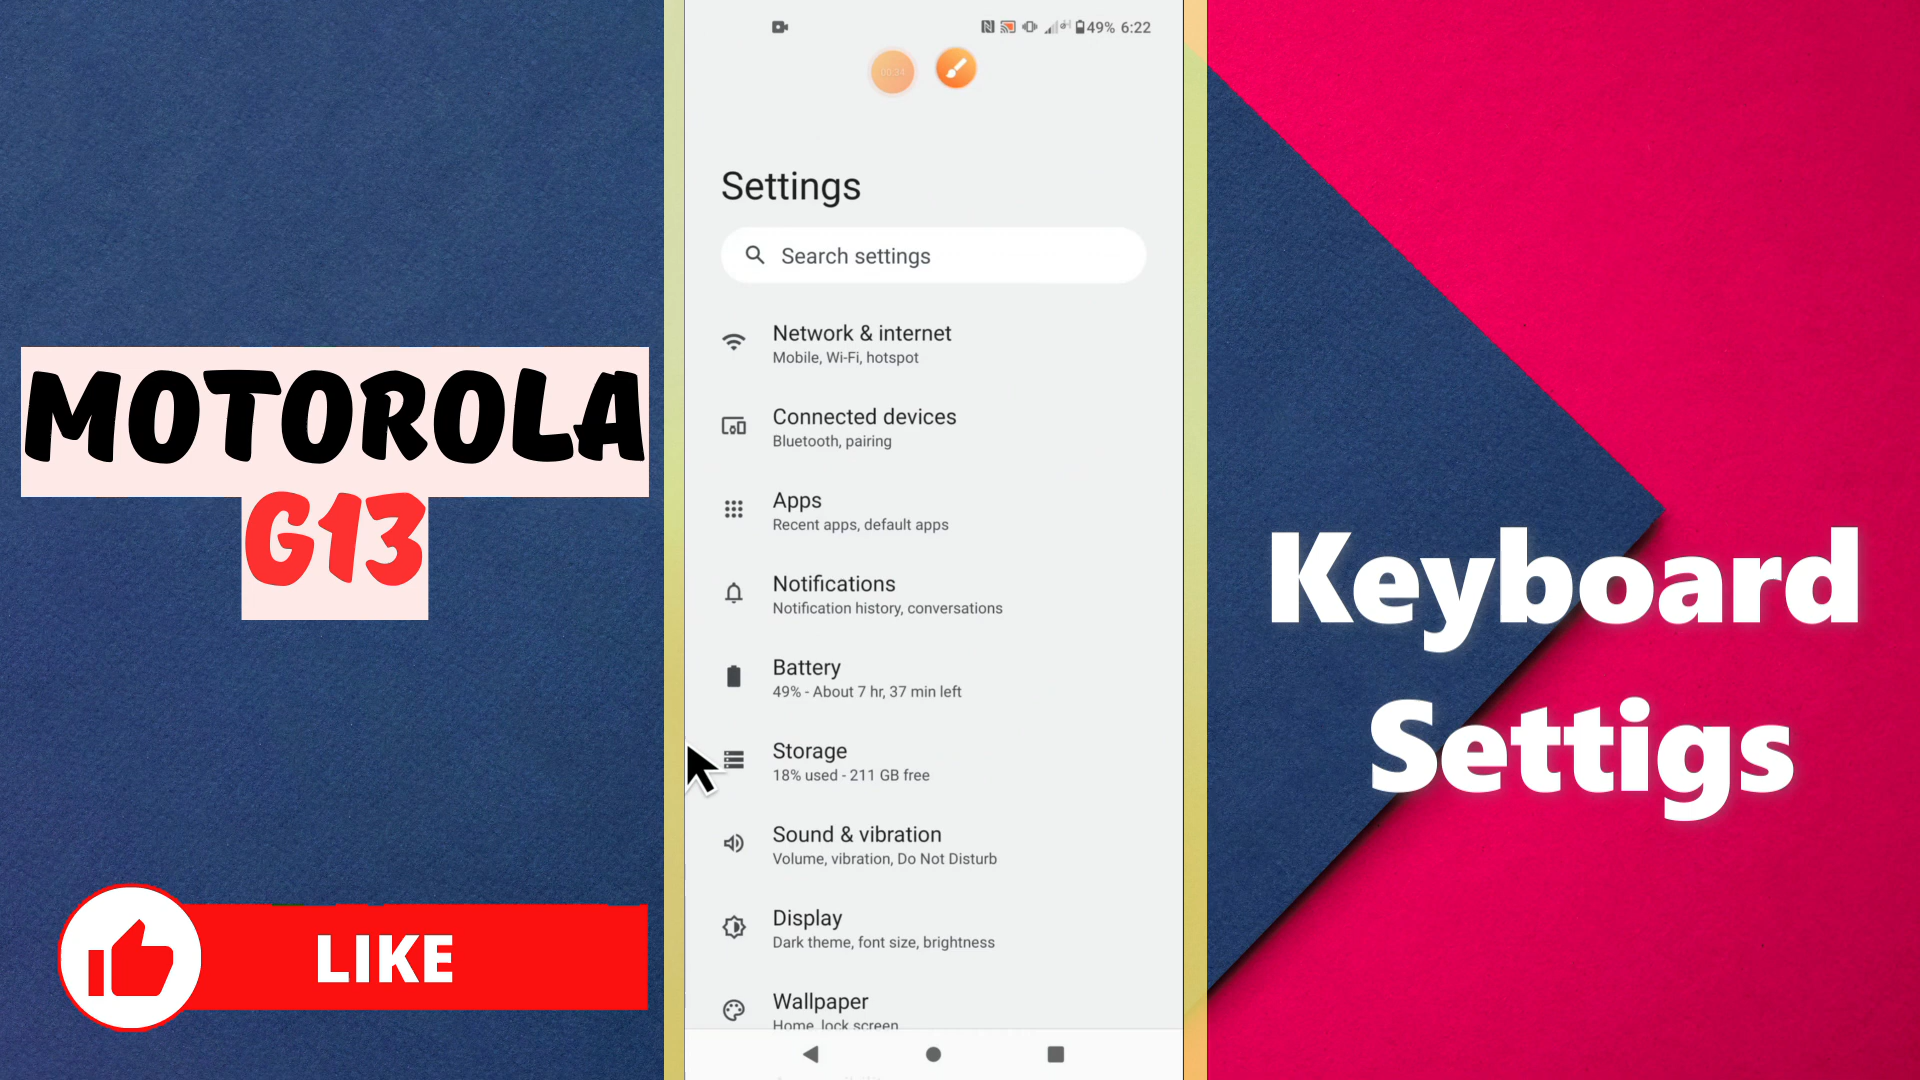 MOTOROLA
G13
LIKE
49% 6:22
00:24
Settings
Search settings
Network & internet
Mobile, Wi-Fi, hotspot
Connected devices
Bluetooth, pairing
Apps
Recent apps, default apps
Notifications
Notification history, conversations
Battery
49% - About 7 hr, 37 min left
Storage
18% used - 211 GB free
Sound & vibration
Volume, vibration, Do Not Disturb
Display
Dark theme, font size, brightness
Wallpaper
Home, lock screen
Keyboard
Settigs